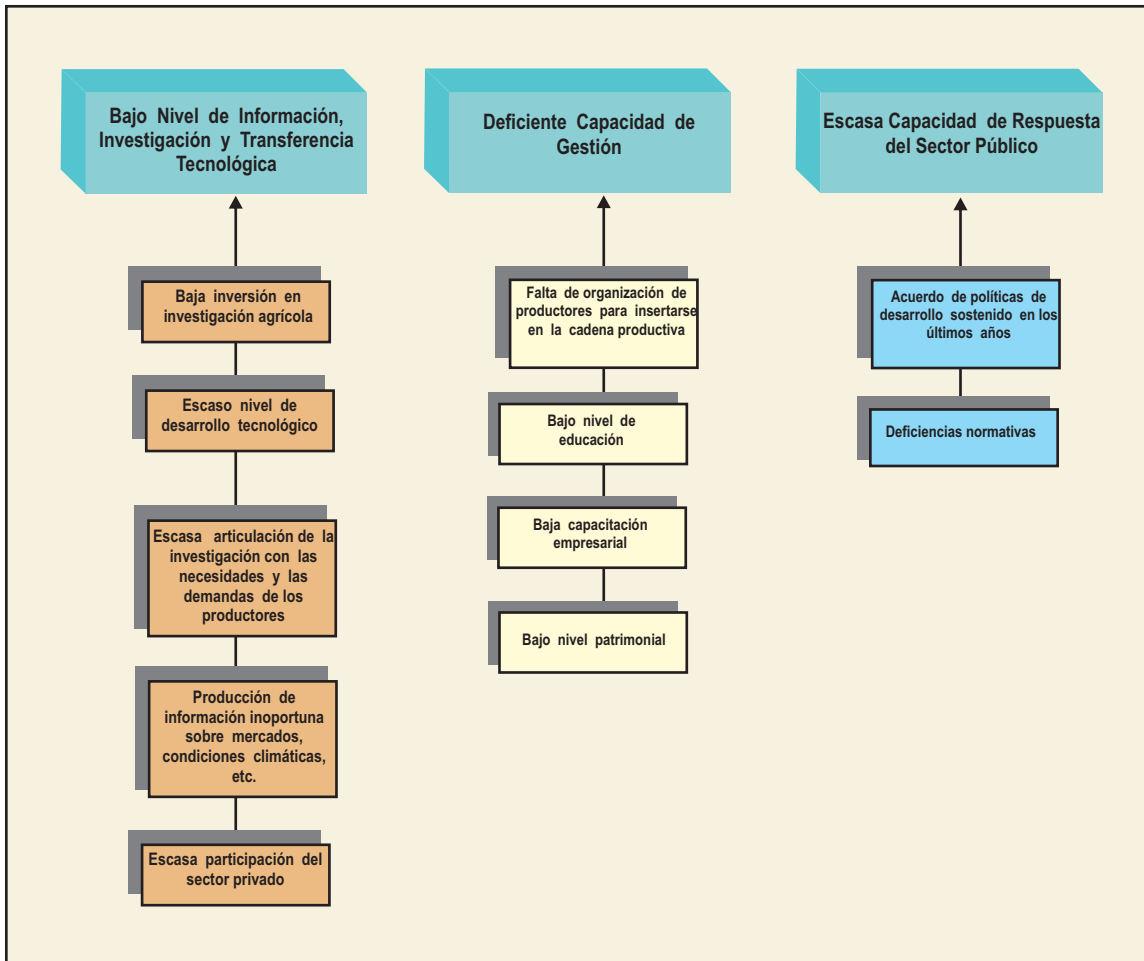 Bajo Nivel de Información,
Investigación y Transferencia
Tecnológica
Baja inversión en
investigación agrícola
Escaso nivel de
desarrollo tecnológico
Escasa articulación de la
investigación con las
necesidades y las
demandas de los
productores
Producción de
información inoportuna
sobre mercados,
condiciones climáticas,
etc.
Escasa participación del
sector privado
Deficiente Capacidad de
Gestión
Falta de organización de
productores para insertarse
en la cadena productiva
Bajo nivel de
educación
Baja capacitación
empresarial
Bajo nivel patrimonial
Escasa Capacidad de Respuesta
del Sector Público
Acuerdo de políticas de
desarrollo sostenido en los
últimos años
Deficiencias normativas